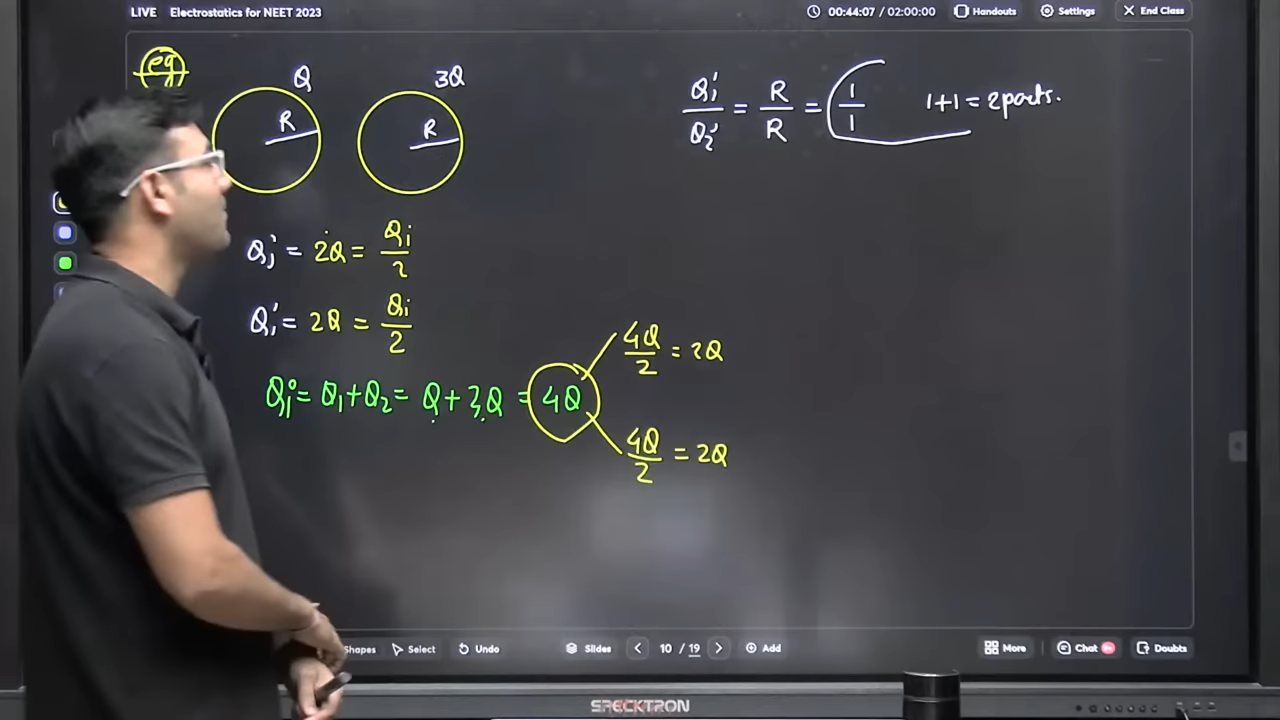 LIVE Electrostatics for NEET 2023
00:44:07 / 02:00:00 Handouts Settings End Class
eg
Q 3Q
R R
Q₁' / Q₂' = R / R = 1 / 1 1+1 = 2 parts.
Q₁' = 2Q = Qi / 2
Q₁' = 2Q = Qi / 2
Qi = Q₁ + Q₂ = Q + 3Q = 4Q
4Q / 2 = 2Q
4Q / 2 = 2Q
Shapes Select Undo Slides 10 / 19 Add More Chat Doubts
SPECKTRON